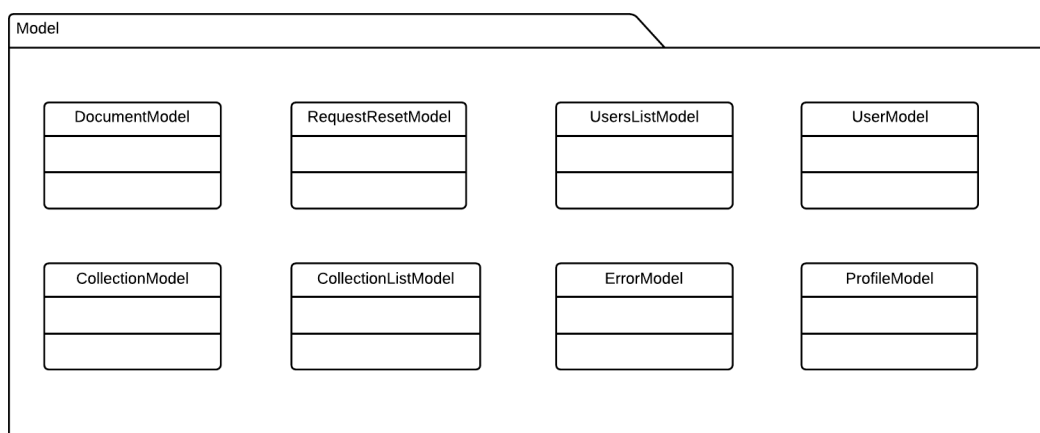 Model
DocumentModel
RequestResetModel
UsersListModel
UserModel
CollectionModel
CollectionListModel
ErrorModel
ProfileModel